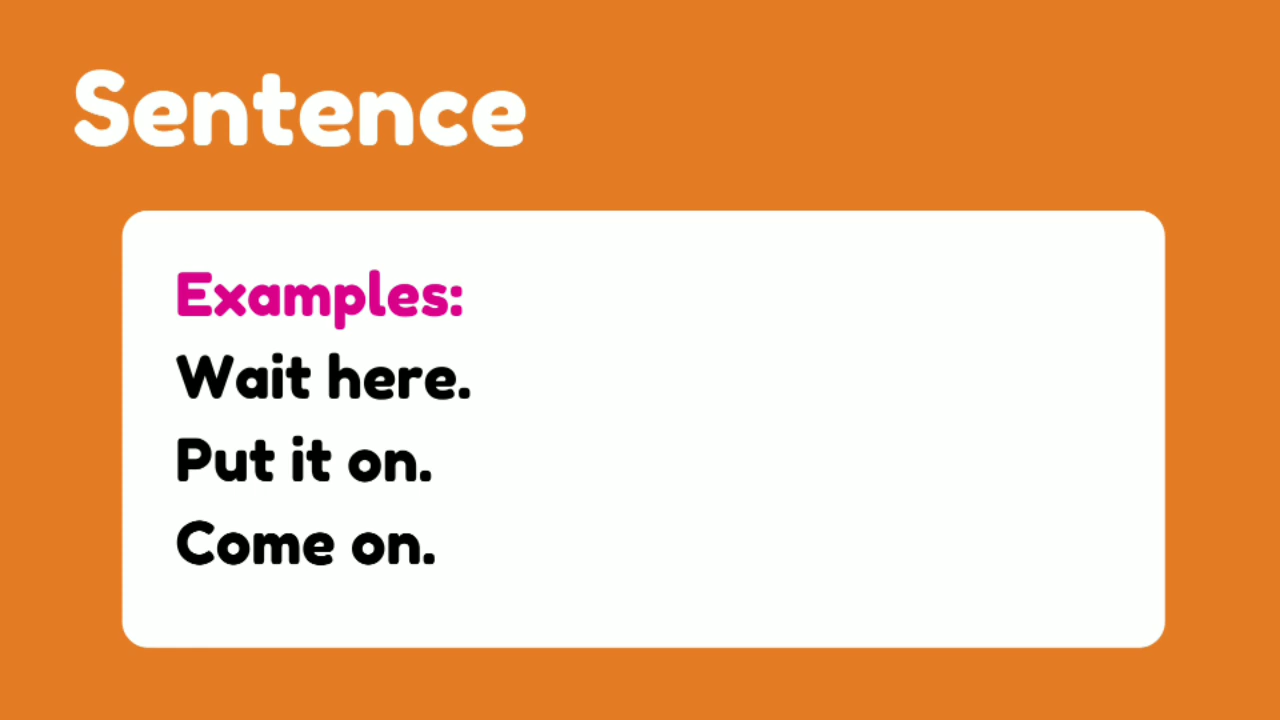 Sentence
Examples:
Wait here.
Put it on.
Come on.